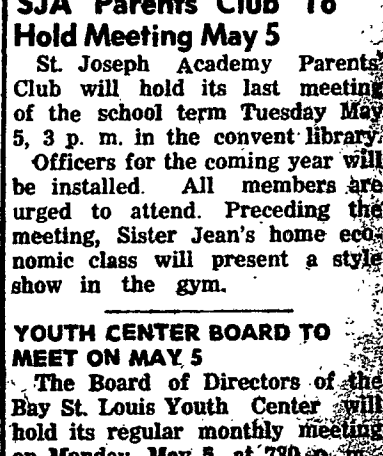 SJA Parents Club To
Hold Meeting May 5
St. Joseph Academy Parents'
Club will hold its last meeting
of the school term Tuesday May
5, 3 p. m. in the convent library.
Officers for the coming year will
be installed. All members are
urged to attend. Preceding the
meeting, Sister Jean's home eco-
nomic class will present a style
show in the gym.
YOUTH CENTER BOARD TO
MEET ON MAY 5
The Board of Directors of the
Bay St. Louis Youth Center will
hold its regular monthly meeting
on Monday, May 5, at 730 p. m.